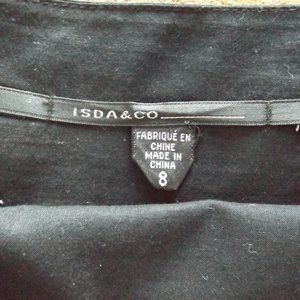 ISDA&CO
FABRIQUÉ EN
CHINE
MADE IN
CHINA
8